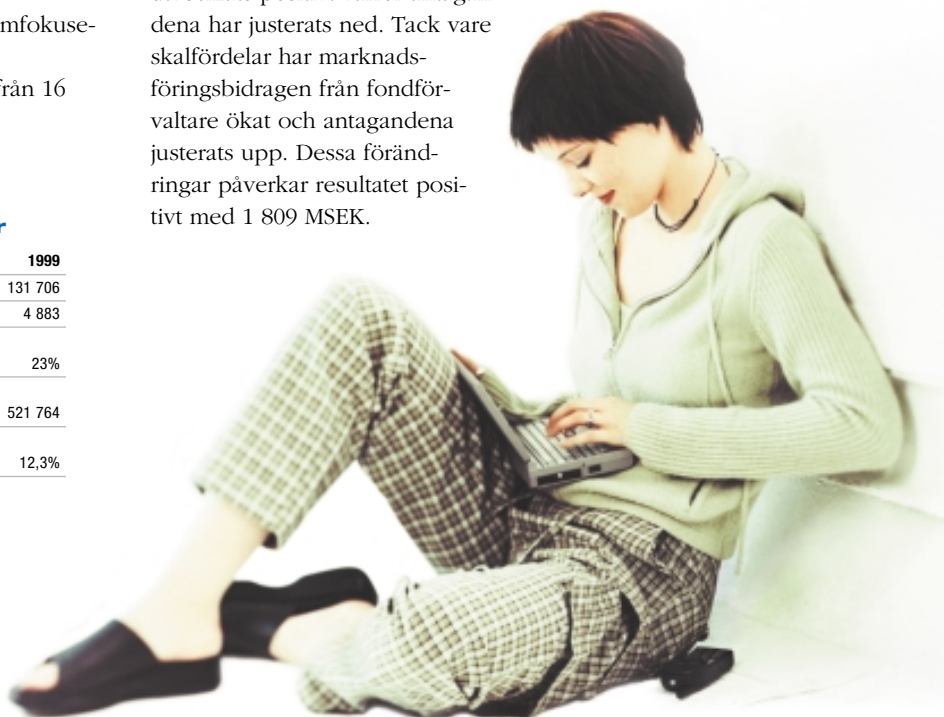 mfokuse-
från 16
r
1999
131 706
4 883
23%
521 764
12,3%
dena har justerats ned. Tack vare
skalfördelar har marknads-
föringsbidragen från fondför-
valtare ökat och antagandena
justerats upp. Dessa föränd-
ringar påverkar resultatet posi-
tivt med 1 809 MSEK.